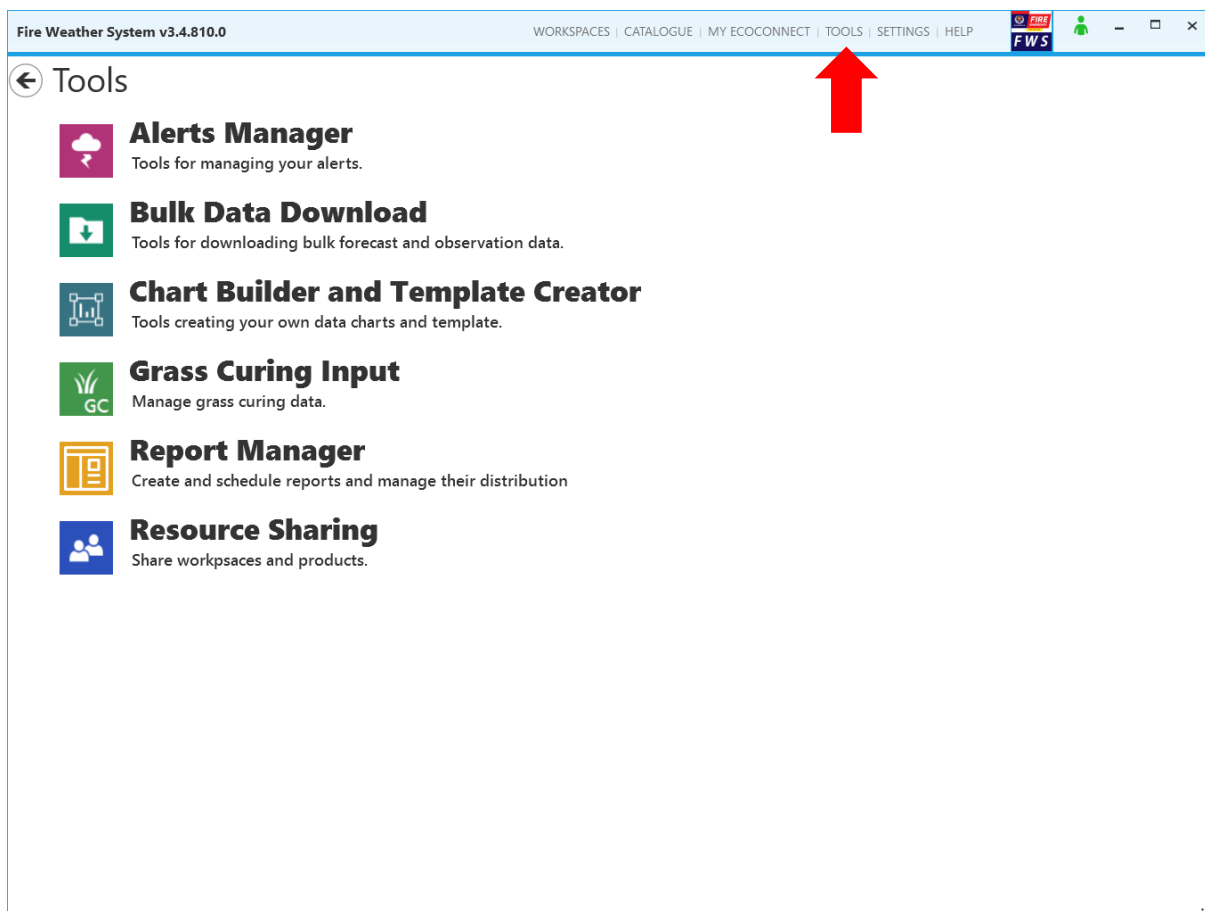 Fire Weather System v3.4.810.0
WORKSPACES | CATALOGUE | MY ECOCONNECT | TOOLS | SETTINGS | HELP
FIRE
FWS
Tools
Alerts Manager
Tools for managing your alerts.
Bulk Data Download
Tools for downloading bulk forecast and observation data.
Chart Builder and Template Creator
Tools creating your own data charts and template.
GC
Grass Curing Input
Manage grass curing data.
Report Manager
Create and schedule reports and manage their distribution
Resource Sharing
Share workpsaces and products.